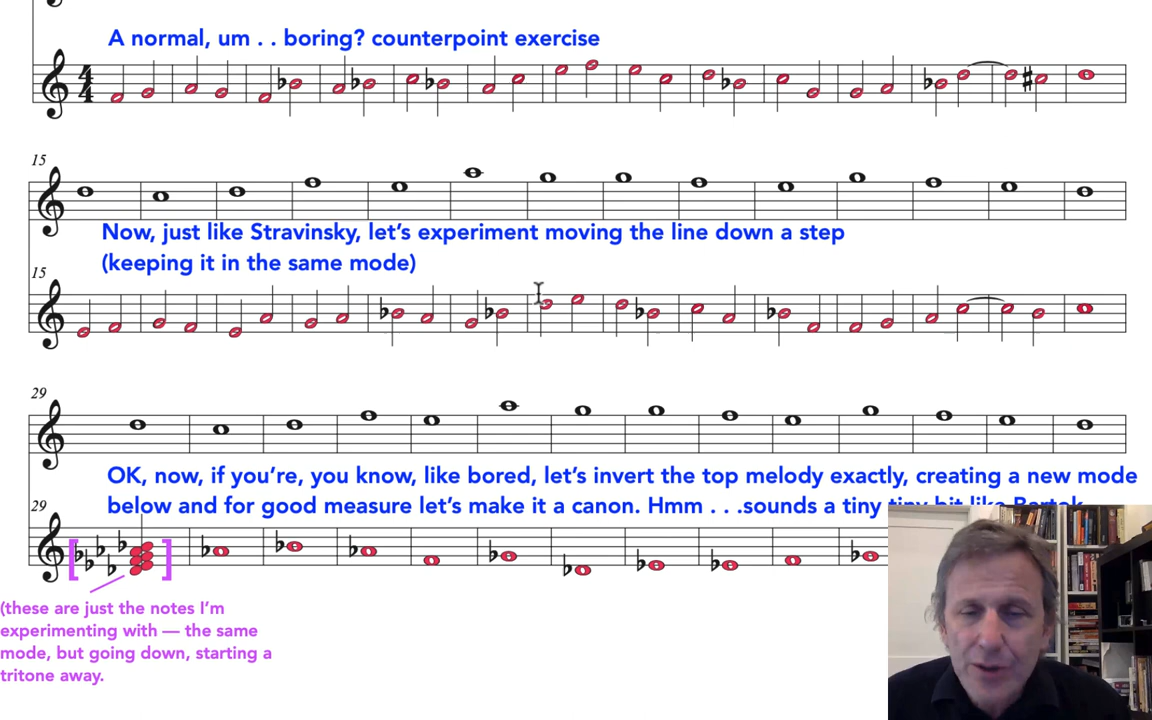 A normal, um . . boring? counterpoint exercise
4
4
15
Now, just like Stravinsky, let's experiment moving the line down a step
(keeping it in the same mode)
15
29
OK, now, if you're, you know, like bored, let's invert the top melody exactly, creating a new mode
below and for good measure let's make it a canon. Hmm . . .sounds a tiny tiny bit like Bartok
29
[ ]
(these are just the notes I'm
experimenting with — the same
mode, but going down, starting a
tritone away.